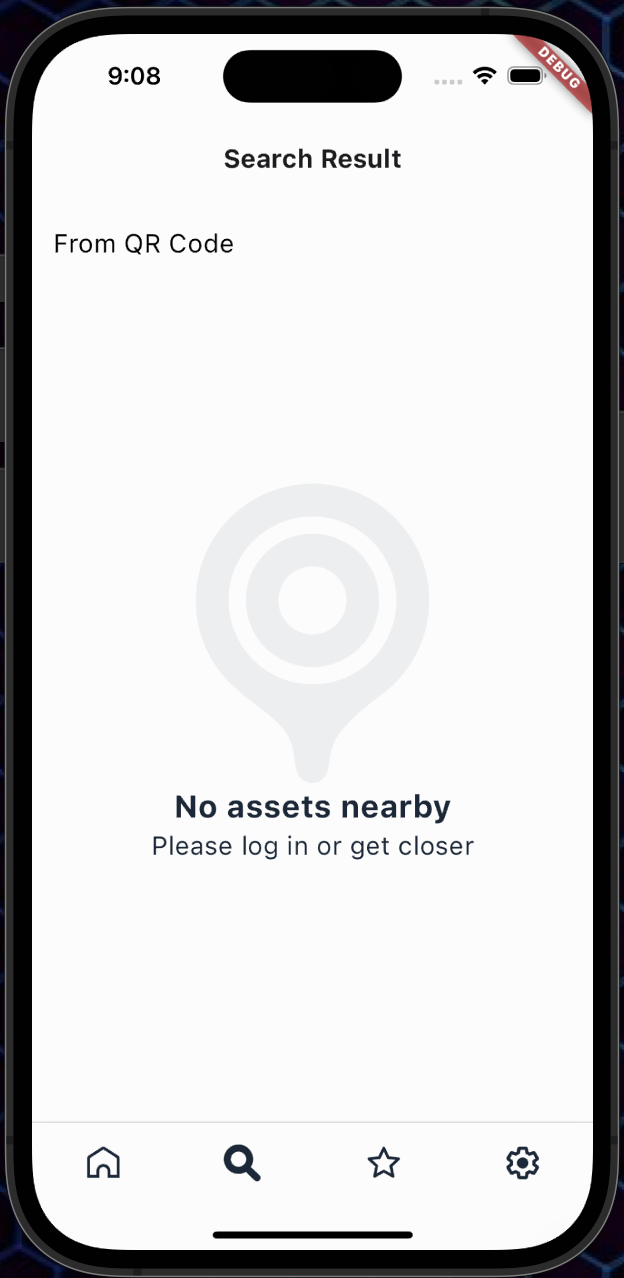 9:08
DEBUG
Search Result
From QR Code
No assets nearby
Please log in or get closer